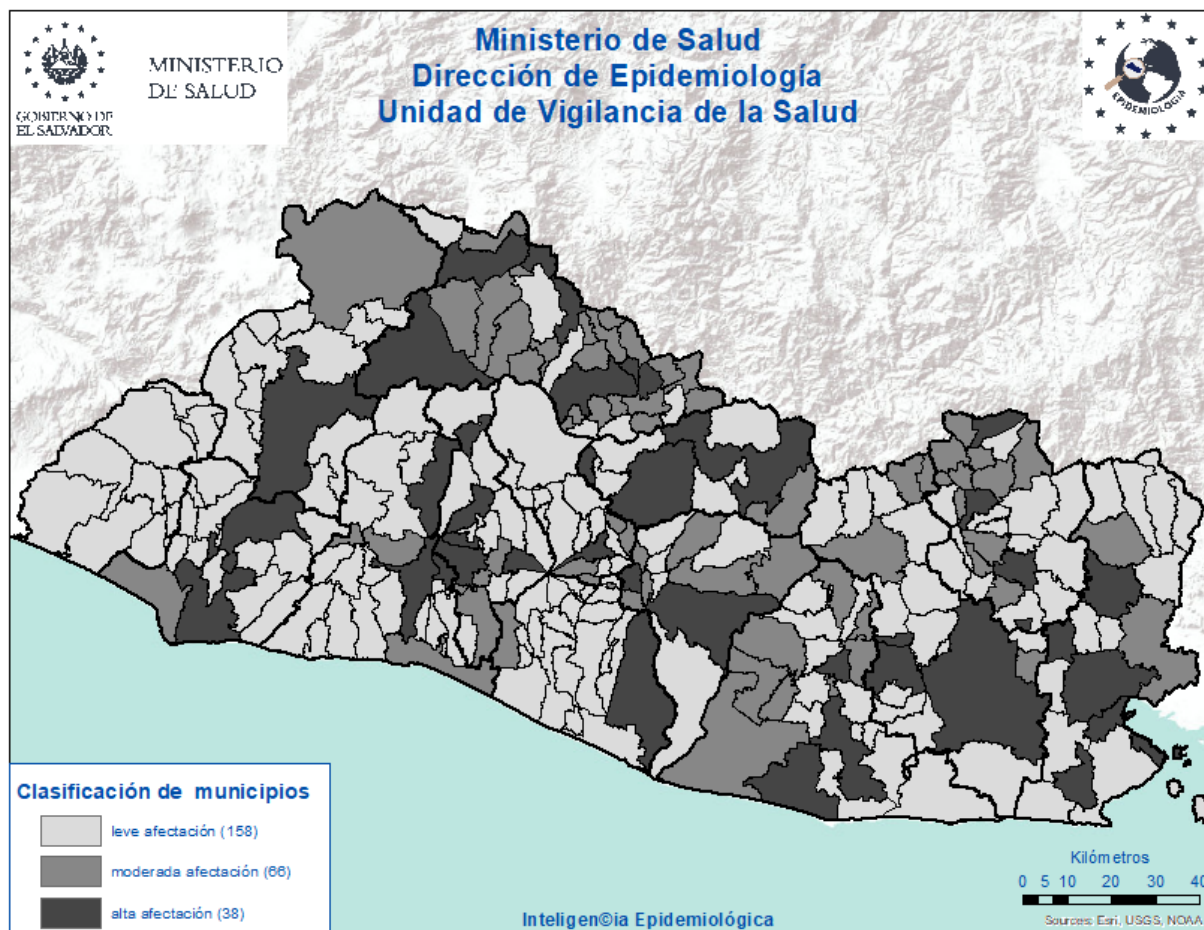 Ministerio de Salud
Dirección de Epidemiología
Unidad de Vigilancia de la Salud
MINISTERIO
DE SALUD
GOBIERNO DE
EL SALVADOR
EPIDEMIOLOGÍA
Clasificación de municipios
leve afectación (158)
moderada afectación (66)
alta afectación (38)
Inteligen©ia Epidemiológica
Kilómetros
0 5 10 20 30 40
Sources: Esri, USGS, NOAA